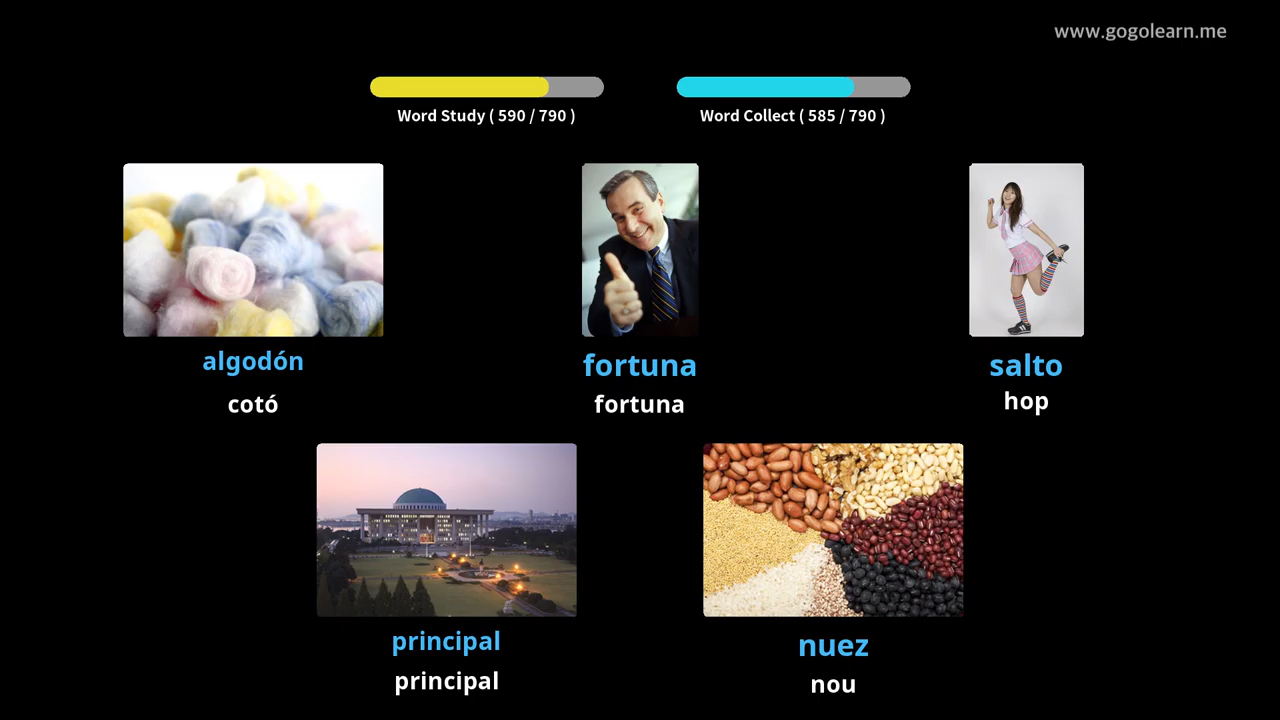 www.gogolearn.me
Word Study ( 590 / 790 )
Word Collect ( 585 / 790 )
algodón
cotó
fortuna
fortuna
salto
hop
principal
principal
nuez
nou